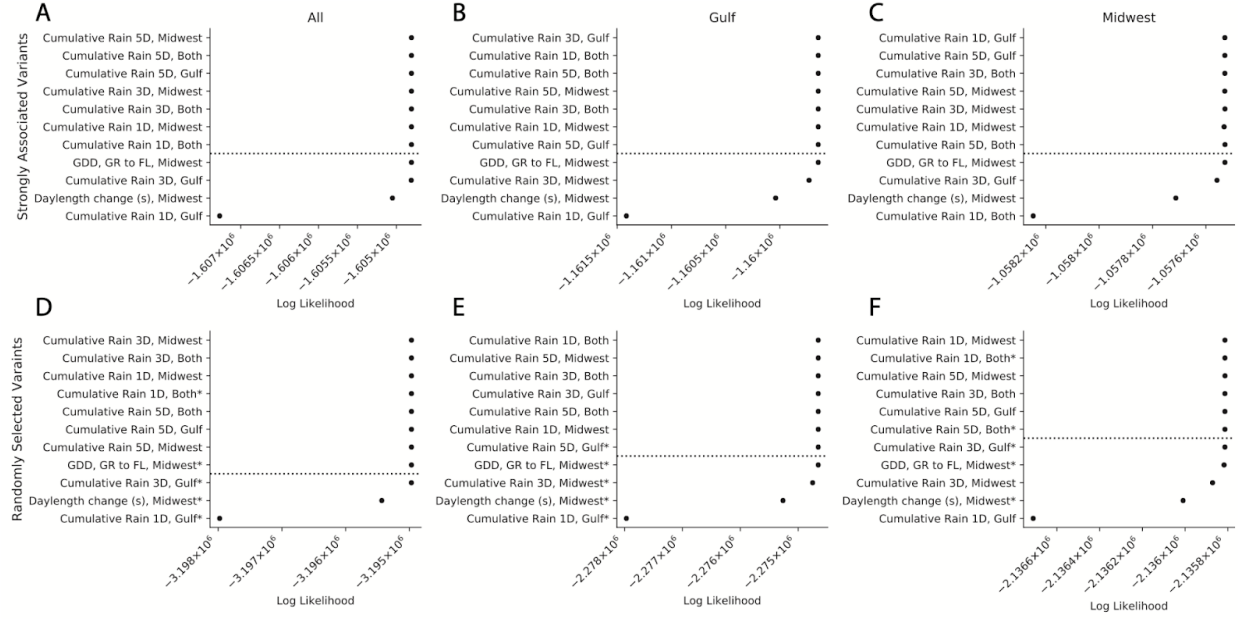 A
All
Strongly Associated Variants
Cumulative Rain 5D, Midwest
Cumulative Rain 5D, Both
Cumulative Rain 5D, Gulf
Cumulative Rain 3D, Midwest
Cumulative Rain 3D, Both
Cumulative Rain 1D, Midwest
Cumulative Rain 1D, Both
GDD, GR to FL, Midwest
Cumulative Rain 3D, Gulf
Daylength change (s), Midwest
Cumulative Rain 1D, Gulf
−1.607×10⁶
−1.6065×10⁶
−1.606×10⁶
−1.6055×10⁶
−1.605×10⁶
Log Likelihood
B
Gulf
Cumulative Rain 3D, Gulf
Cumulative Rain 1D, Both
Cumulative Rain 5D, Both
Cumulative Rain 5D, Midwest
Cumulative Rain 3D, Both
Cumulative Rain 1D, Midwest
Cumulative Rain 5D, Gulf
GDD, GR to FL, Midwest
Cumulative Rain 3D, Midwest
Daylength change (s), Midwest
Cumulative Rain 1D, Gulf
−1.1615×10⁶
−1.161×10⁶
−1.1605×10⁶
−1.16×10⁶
Log Likelihood
C
Midwest
Cumulative Rain 1D, Gulf
Cumulative Rain 5D, Gulf
Cumulative Rain 3D, Both
Cumulative Rain 5D, Midwest
Cumulative Rain 3D, Midwest
Cumulative Rain 1D, Midwest
Cumulative Rain 5D, Both
GDD, GR to FL, Midwest
Cumulative Rain 3D, Gulf
Daylength change (s), Midwest
Cumulative Rain 1D, Both
−1.0582×10⁶
−1.058×10⁶
−1.0578×10⁶
−1.0576×10⁶
Log Likelihood
D
Randomly Selected Varaints
Cumulative Rain 3D, Midwest
Cumulative Rain 3D, Both
Cumulative Rain 1D, Midwest
Cumulative Rain 1D, Both*
Cumulative Rain 5D, Both
Cumulative Rain 5D, Gulf
Cumulative Rain 5D, Midwest
GDD, GR to FL, Midwest*
Cumulative Rain 3D, Gulf*
Daylength change (s), Midwest*
Cumulative Rain 1D, Gulf*
−3.198×10⁶
−3.197×10⁶
−3.196×10⁶
−3.195×10⁶
Log Likelihood
E
Cumulative Rain 1D, Both
Cumulative Rain 5D, Midwest
Cumulative Rain 3D, Both
Cumulative Rain 3D, Gulf
Cumulative Rain 5D, Both
Cumulative Rain 1D, Midwest
Cumulative Rain 5D, Gulf*
GDD, GR to FL, Midwest*
Cumulative Rain 3D, Midwest*
Daylength change (s), Midwest*
Cumulative Rain 1D, Gulf*
−2.278×10⁶
−2.277×10⁶
−2.276×10⁶
−2.275×10⁶
Log Likelihood
F
Cumulative Rain 1D, Midwest
Cumulative Rain 1D, Both*
Cumulative Rain 5D, Midwest
Cumulative Rain 3D, Both
Cumulative Rain 5D, Gulf
Cumulative Rain 5D, Both*
Cumulative Rain 3D, Gulf*
GDD, GR to FL, Midwest*
Cumulative Rain 3D, Midwest
Daylength change (s), Midwest*
Cumulative Rain 1D, Gulf
−2.1366×10⁶
−2.1364×10⁶
−2.1362×10⁶
−2.136×10⁶
−2.1358×10⁶
Log Likelihood